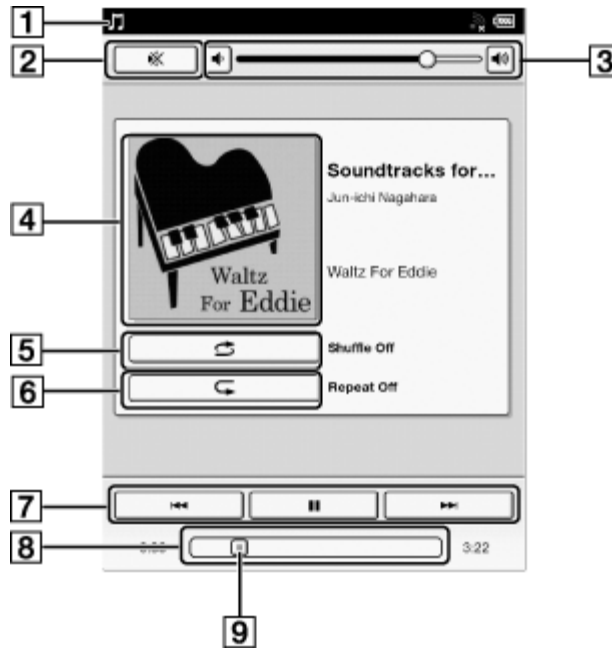 1
2
3
Soundtracks for...
Jun-ichi Nagahara
4
Waltz
For Eddie
Waltz For Eddie
5
Shuffle Off
6
Repeat Off
7
8
3:22
9